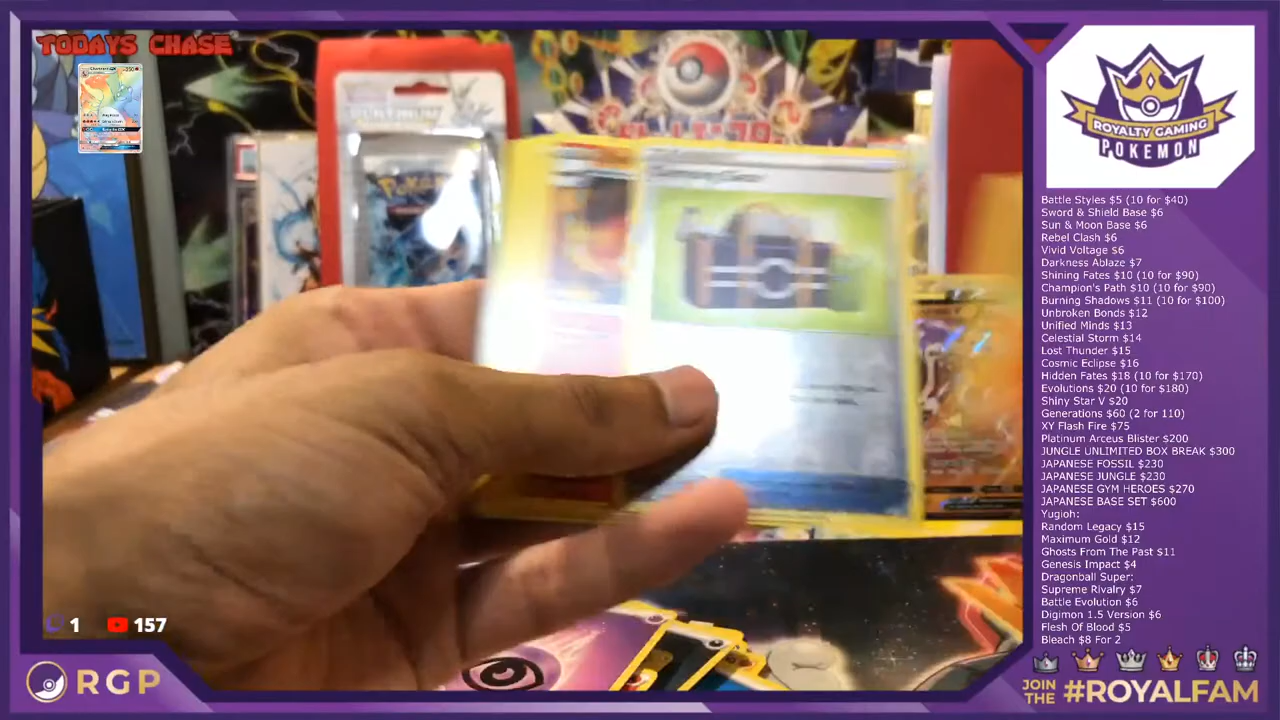 TODAYS CHASE
ROYALTY GAMING
POKEMON
Battle Styles $5 (10 for $40)
Sword & Shield Base $6
Sun & Moon Base $6
Rebel Clash $6
Vivid Voltage $6
Darkness Ablaze $7
Shining Fates $10 (10 for $90)
Champion's Path $10 (10 for $90)
Burning Shadows $11 (10 for $100)
Unbroken Bonds $12
Unified Minds $13
Celestial Storm $14
Lost Thunder $15
Cosmic Eclipse $16
Hidden Fates $18 (10 for $170)
Evolutions $20 (10 for $180)
Shiny Star V $20
Generations $60 (2 for 110)
XY Flash Fire $75
Platinum Arceus Blister $200
JUNGLE UNLIMITED BOX BREAK $300
JAPANESE FOSSIL $230
JAPANESE JUNGLE $230
JAPANESE GYM HEROES $270
JAPANESE BASE SET $600
Yugioh:
Random Legacy $15
Maximum Gold $12
Ghosts From The Past $11
Genesis Impact $4
Dragonball Super:
Supreme Rivalry $7
Battle Evolution $6
Digimon 1.5 Version $6
Flesh Of Blood $5
Bleach $8 For 2
1 157
RGP
JOIN THE #ROYALFAM